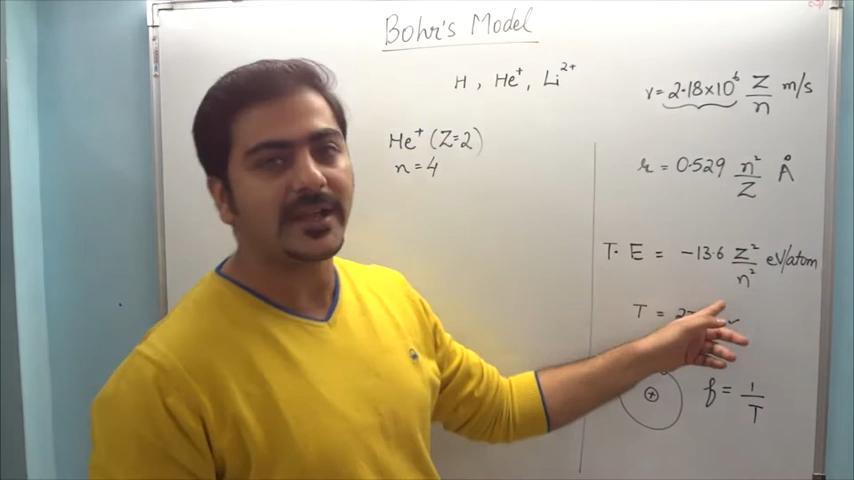 Bohr's Model
H, He⁺, Li²⁺
He⁺ (Z=2)
n = 4
v = 2.18×10⁶ Z/n m/s
r = 0.529 n²/Z Å
T. E = -13.6 Z²/n² eV/atom
T = 2
f = 1/T
+